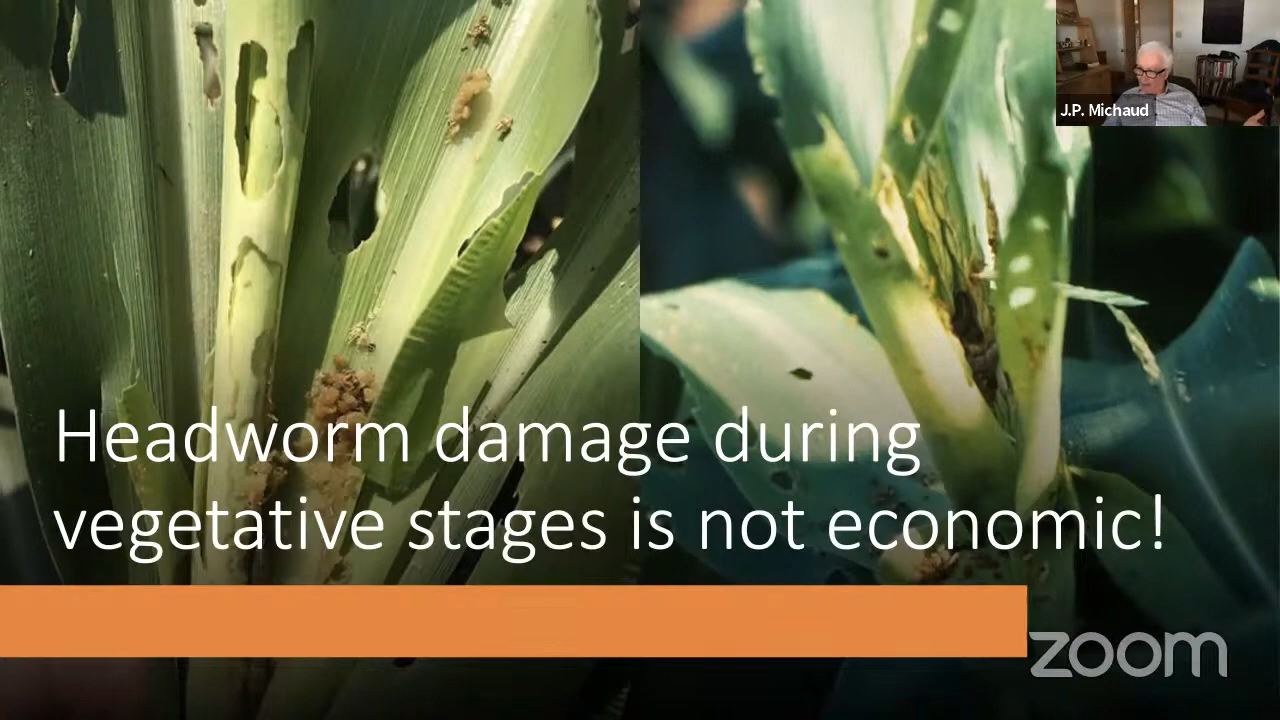 J.P. Michaud
Headworm damage during
vegetative stages is not economic!
zoom